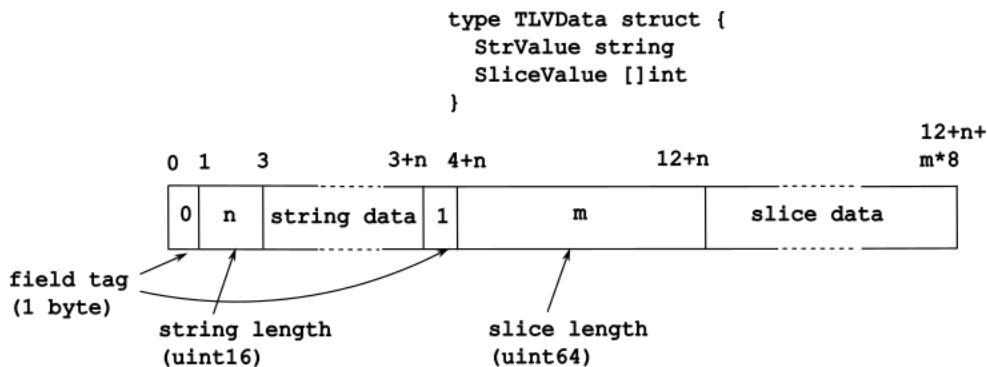 type TLVData struct {
  StrValue string
  SliceValue []int
}
12+n+
0 1 3 3+n 4+n 12+n m*8
0 n string data 1 m slice data
field tag
(1 byte)
string length
(uint16)
slice length
(uint64)